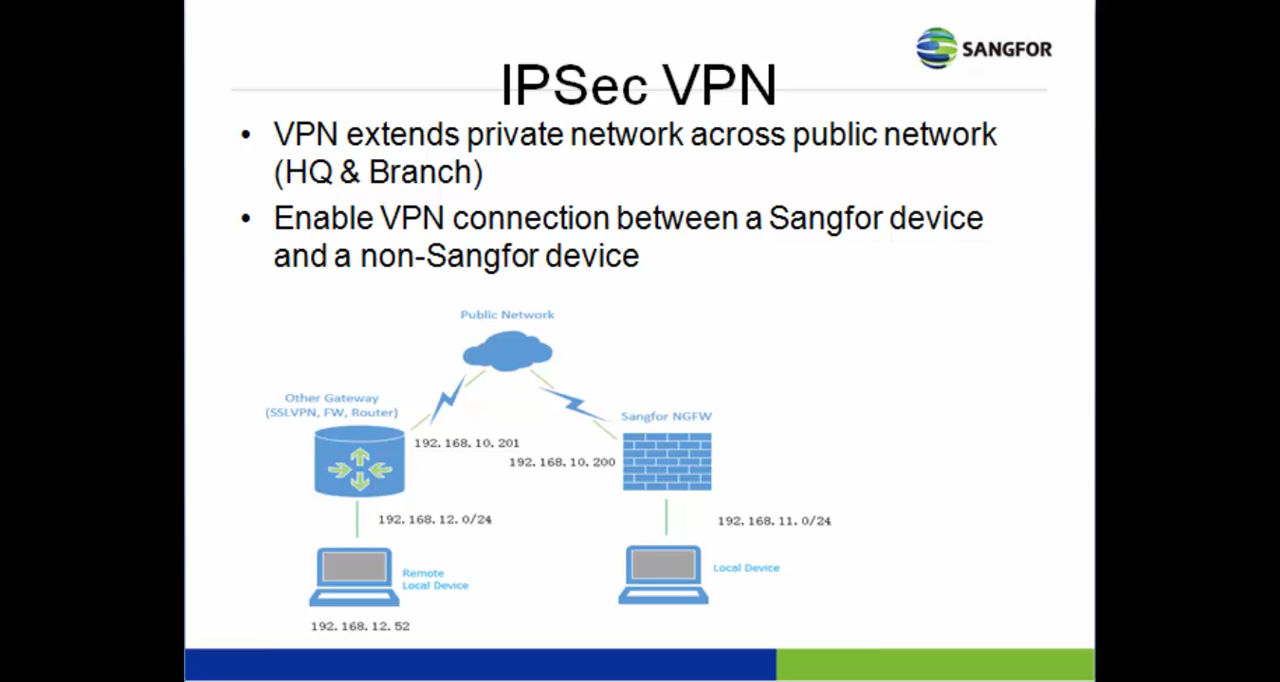 SANGFOR
IPSec VPN
• VPN extends private network across public network
(HQ & Branch)
• Enable VPN connection between a Sangfor device
and a non-Sangfor device
Public Network
Other Gateway
(SSLVPN, FW, Router)
Sangfor NGFW
192.168.10.201
192.168.10.200
192.168.12.0/24
192.168.11.0/24
Remote
Local Device
Local Device
192.168.12.52